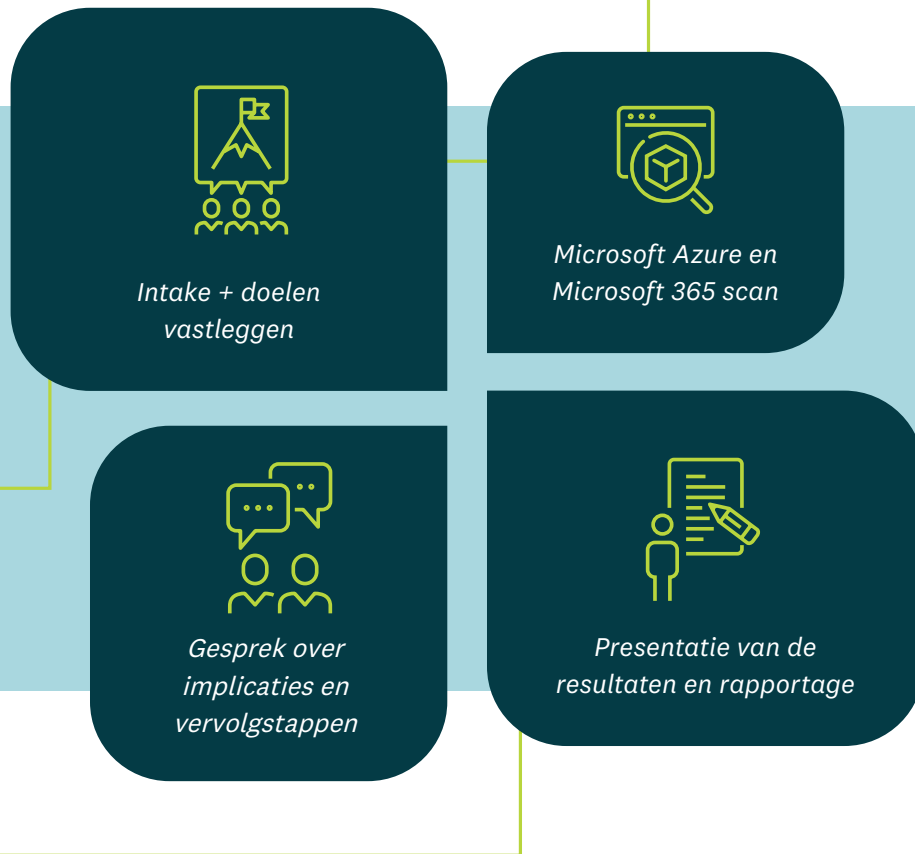 Intake + doelen
vastleggen
Microsoft Azure en
Microsoft 365 scan
Gesprek over
implicaties en
vervolgstappen
Presentatie van de
resultaten en rapportage